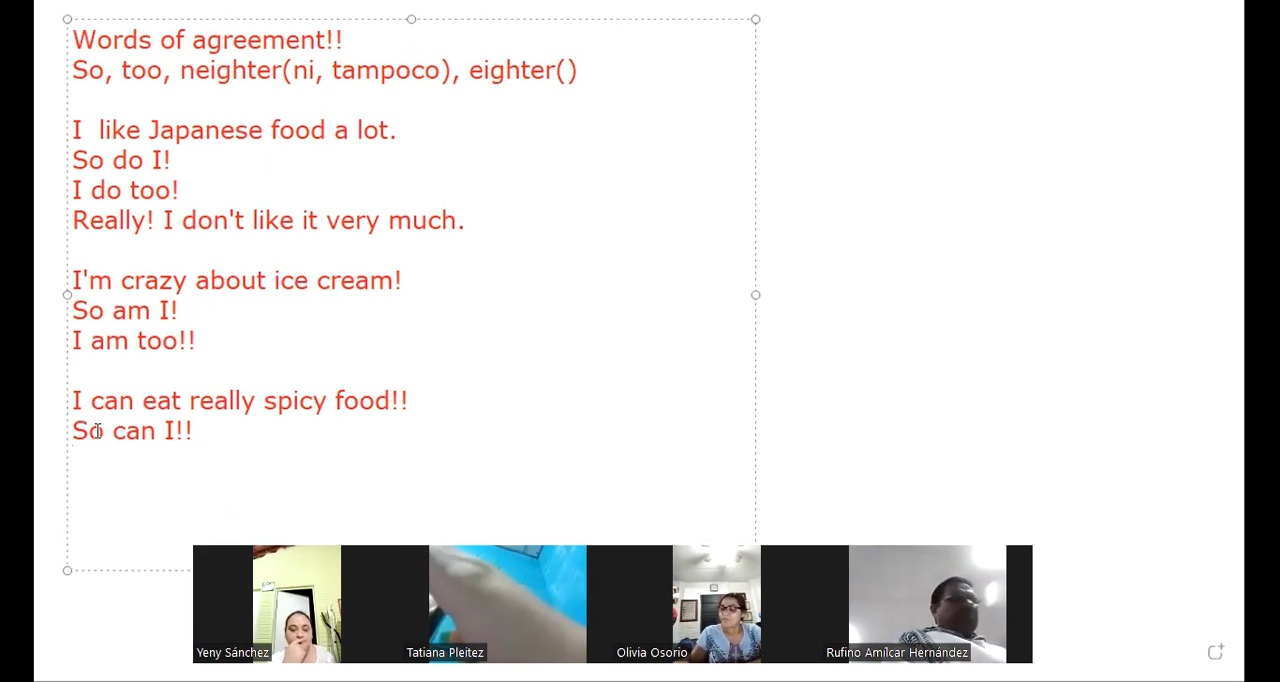 Words of agreement!!
So, too, neighter(ni, tampoco), eighter()
I  like Japanese food a lot.
So do I!
I do too!
Really! I don't like it very much.
I'm crazy about ice cream!
So am I!
I am too!!
I can eat really spicy food!!
So can I!!
Yeny Sánchez
Tatiana Pleitez
Olivia Osorio
Rufino Amílcar Hernández